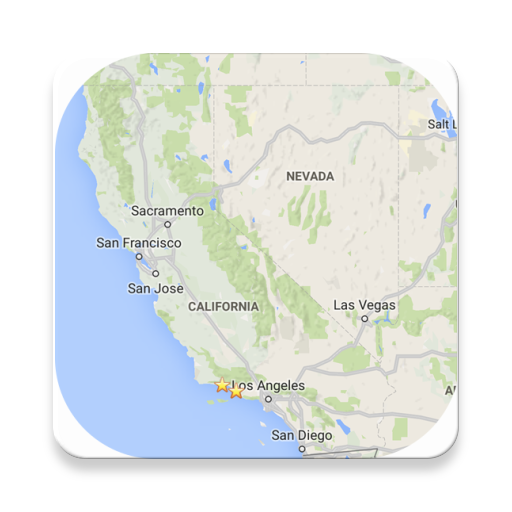 Salt L
NEVADA
Sacramento
San Francisco
San Jose
CALIFORNIA
Las Vegas
Los Angeles
San Diego